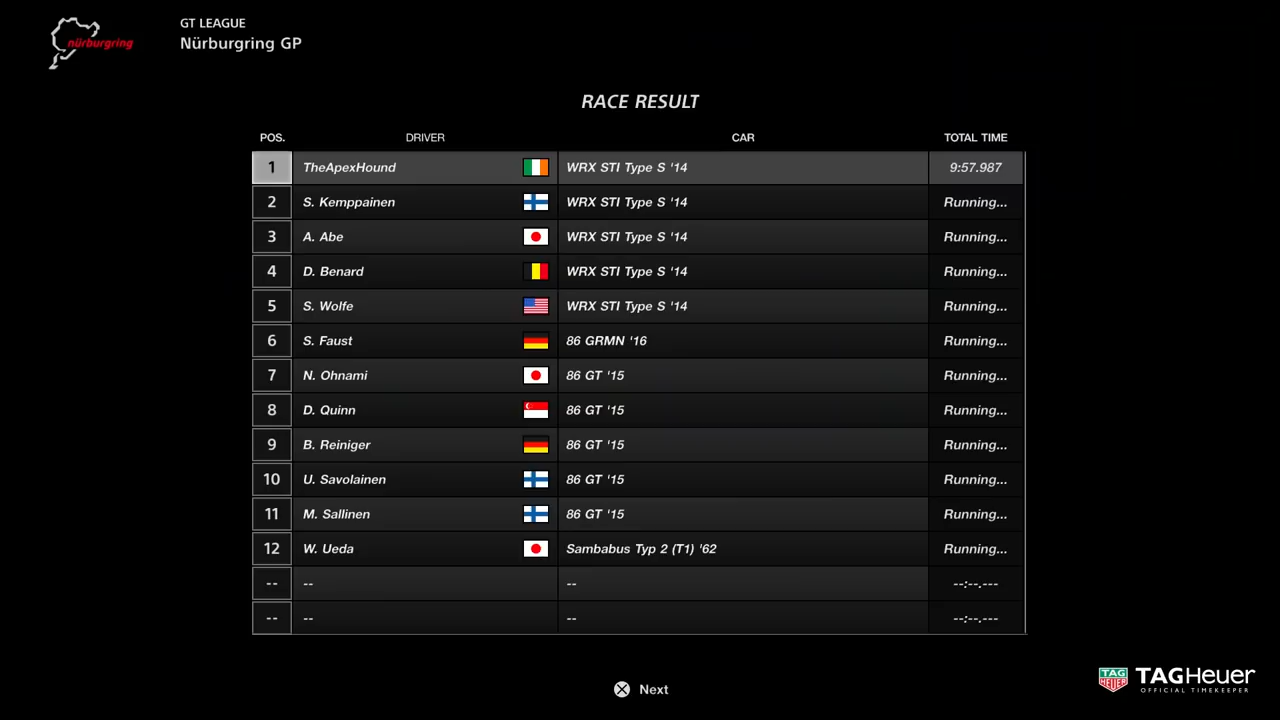 GT LEAGUE
nürburgring
Nürburgring GP
RACE RESULT
POS. DRIVER CAR TOTAL TIME
1 TheApexHound WRX STI Type S '14 9:57.987
2 S. Kemppainen WRX STI Type S '14 Running...
3 A. Abe WRX STI Type S '14 Running...
4 D. Benard WRX STI Type S '14 Running...
5 S. Wolfe WRX STI Type S '14 Running...
6 S. Faust 86 GRMN '16 Running...
7 N. Ohnami 86 GT '15 Running...
8 D. Quinn 86 GT '15 Running...
9 B. Reiniger 86 GT '15 Running...
10 U. Savolainen 86 GT '15 Running...
11 M. Sallinen 86 GT '15 Running...
12 W. Ueda Sambabus Typ 2 (T1) '62 Running...
-- -- -- --:--.---
-- -- -- --:--.---
Next
TAG HEUER TAGHeuer
OFFICIAL TIMEKEEPER